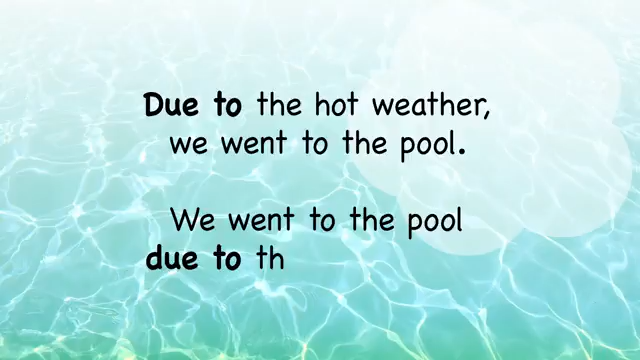 Due to the hot weather,
we went to the pool.
We went to the pool
due to th